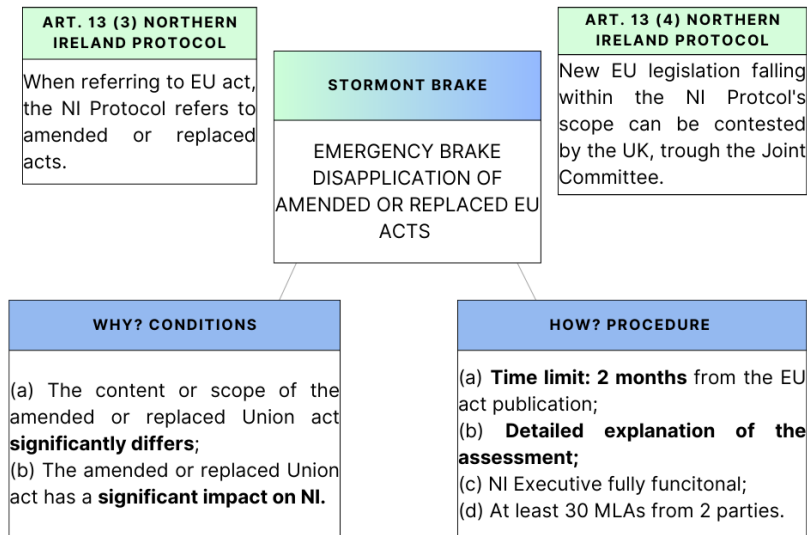 ART. 13 (3) NORTHERN
IRELAND PROTOCOL
When referring to EU act,
the NI Protocol refers to
amended or replaced
acts.
STORMONT BRAKE
EMERGENCY BRAKE
DISAPPLICATION OF
AMENDED OR REPLACED EU
ACTS
ART. 13 (4) NORTHERN
IRELAND PROTOCOL
New EU legislation falling
within the NI Protcol's
scope can be contested
by the UK, trough the Joint
Committee.
WHY? CONDITIONS
(a) The content or scope of the
amended or replaced Union act
significantly differs;
(b) The amended or replaced Union
act has a significant impact on NI.
HOW? PROCEDURE
(a) Time limit: 2 months from the EU
act publication;
(b) Detailed explanation of the
assessment;
(c) NI Executive fully funcitonal;
(d) At least 30 MLAs from 2 parties.